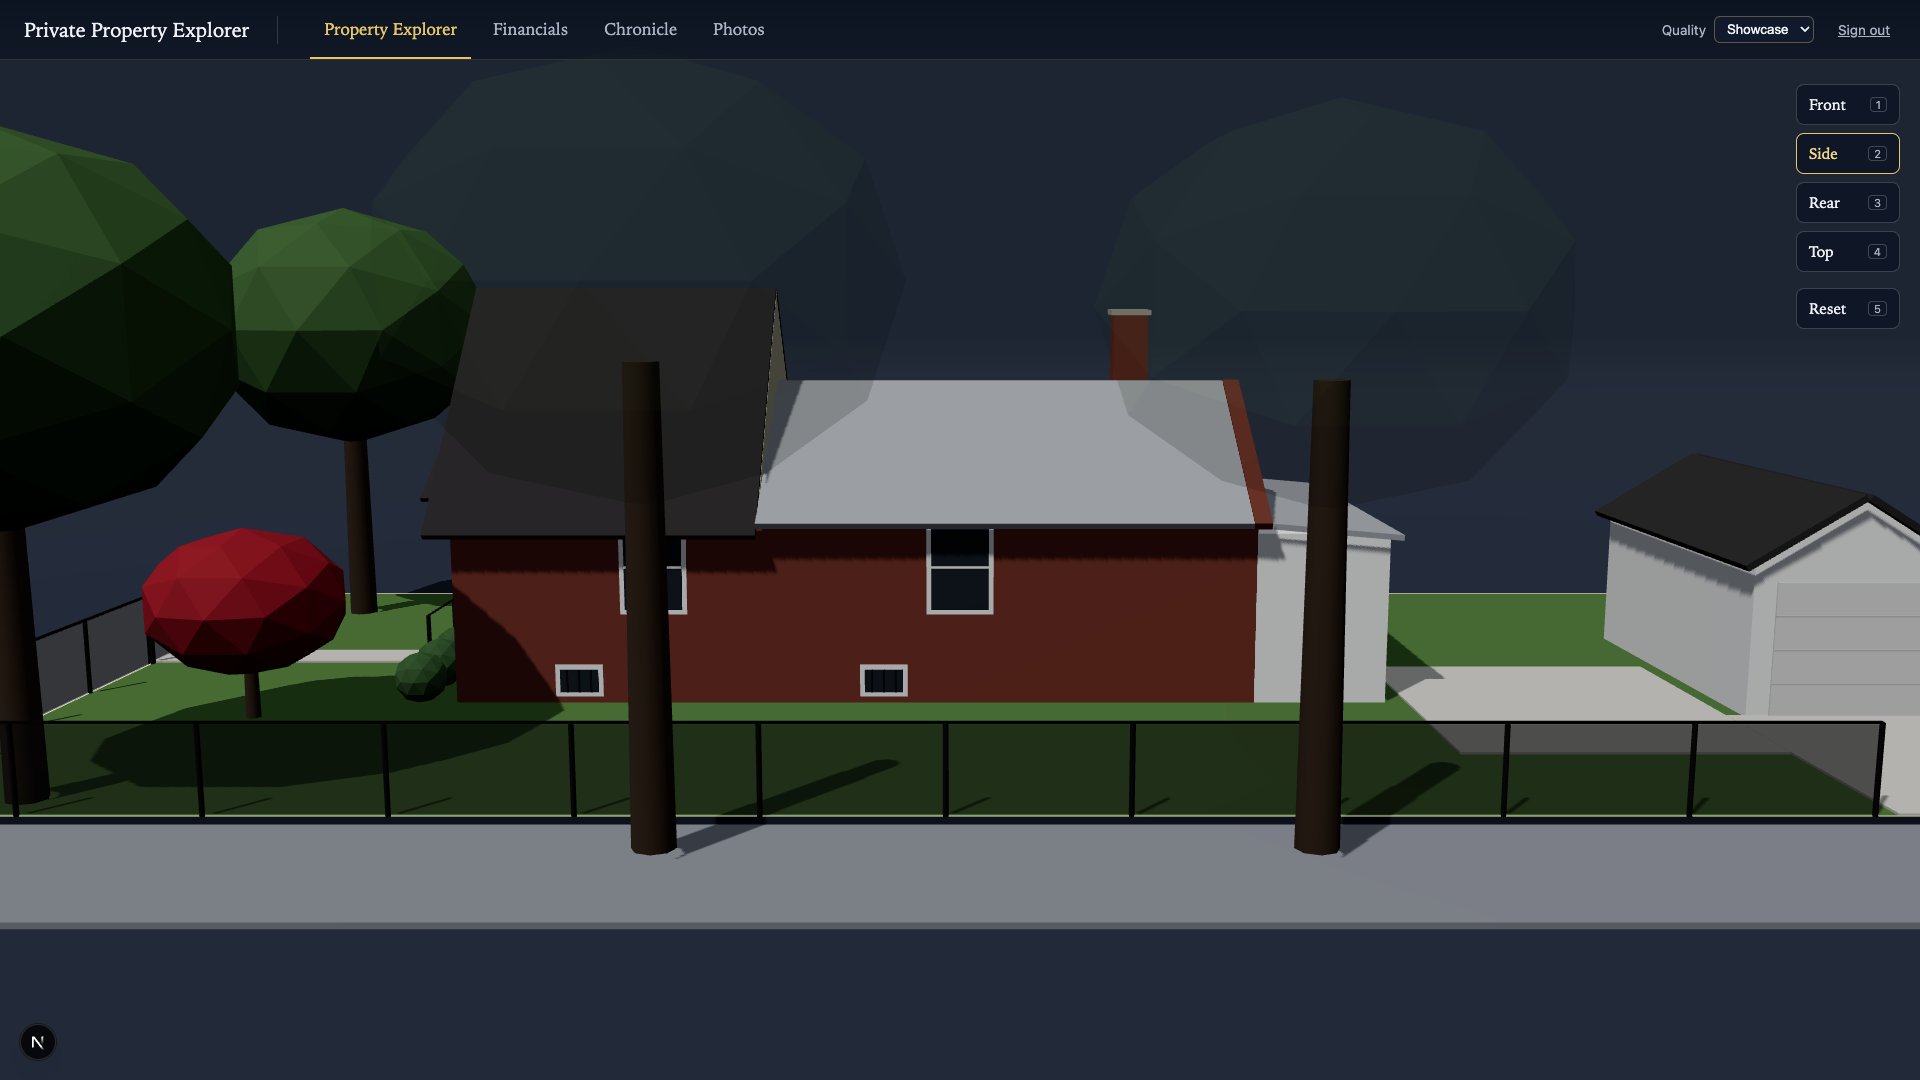 Private Property Explorer
Property Explorer
Financials
Chronicle
Photos
Quality
Showcase
Sign out
Front 1
Side 2
Rear 3
Top 4
Reset 5
N